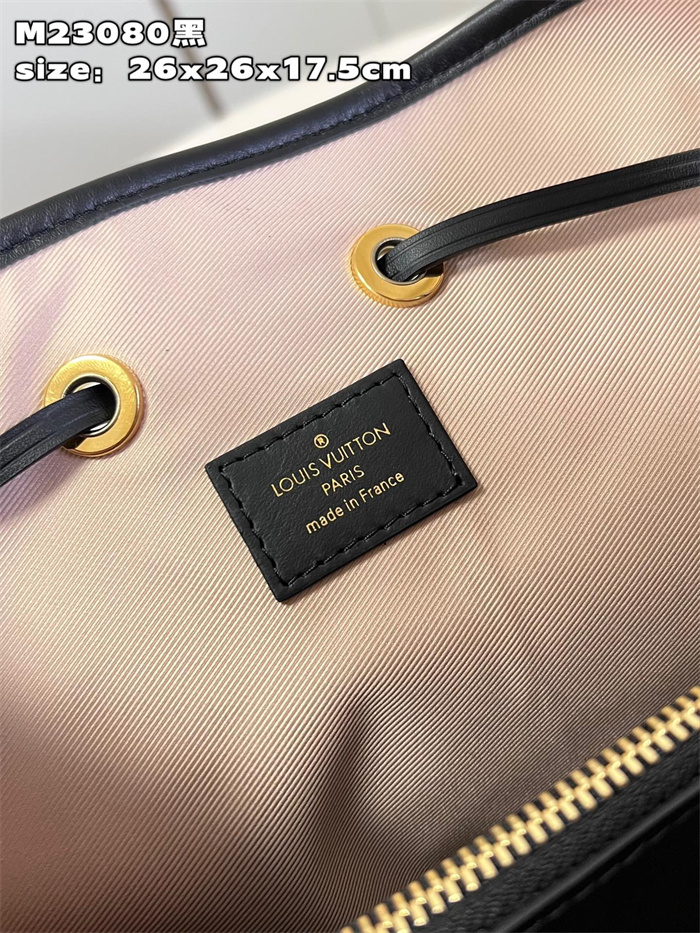 M23080黑
size：26x26x17.5cm
®
LOUIS VUITTON
PARIS
made in France